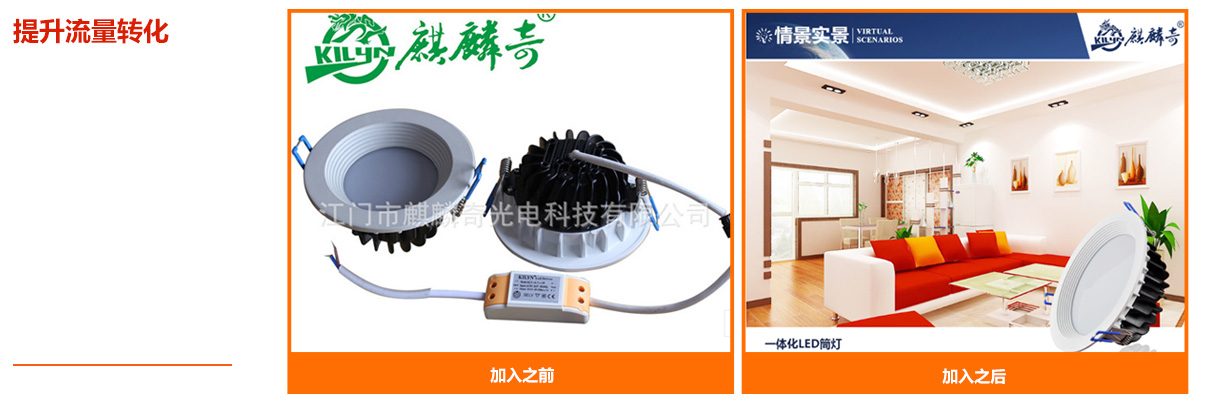 提升流量转化
KILYN 麒麟奇®
江门市麒麟奇光电科技有限公司
KILYN
加入之前
情景实景 VIRTUAL
SCENARIOS
KILYN 麒麟奇®
一体化LED筒灯
加入之后